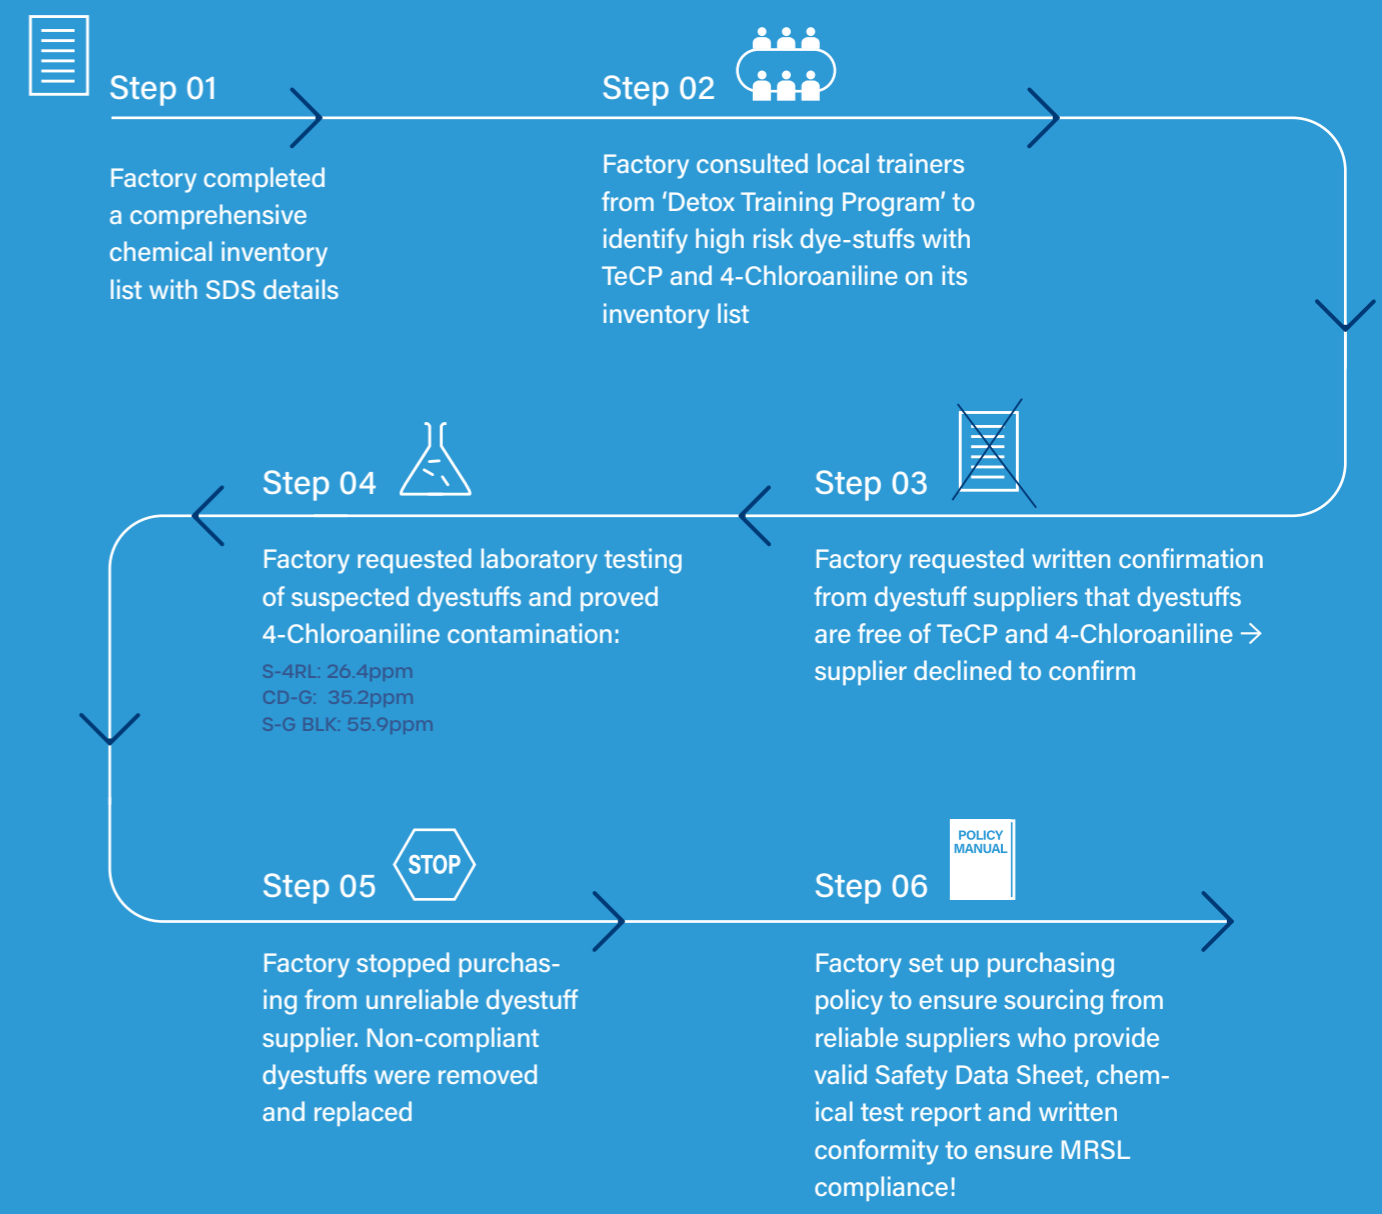 Step 01
Factory completed
a comprehensive
chemical inventory
list with SDS details
Step 02
Factory consulted local trainers
from ‘Detox Training Program’ to
identify high risk dye-stuffs with
TeCP and 4-Chloroaniline on its
inventory list
Step 03
Factory requested written confirmation
from dyestuff suppliers that dyestuffs
are free of TeCP and 4-Chloroaniline →
supplier declined to confirm
Step 04
Factory requested laboratory testing
of suspected dyestuffs and proved
4-Chloroaniline contamination:
S-4RL: 26.4ppm
CD-G: 35.2ppm
S-G BLK: 55.9ppm
Step 05
STOP
Factory stopped purchas-
ing from unreliable dyestuff
supplier. Non-compliant
dyestuffs were removed
and replaced
Step 06
POLICY
MANUAL
Factory set up purchasing
policy to ensure sourcing from
reliable suppliers who provide
valid Safety Data Sheet, chem-
ical test report and written
conformity to ensure MRSL
compliance!